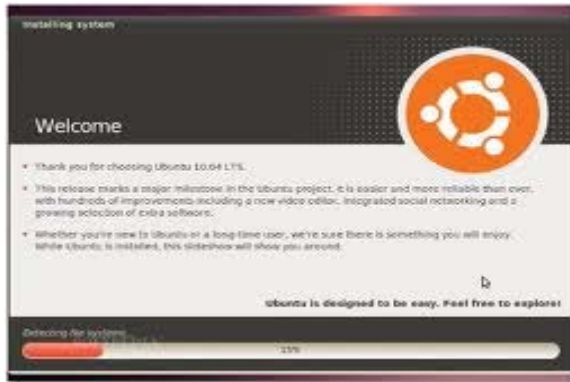 Installing system
Welcome
Thank you for choosing Ubuntu 10.04 LTS.
This release marks a major milestone in the Ubuntu project. It is easier and more reliable than ever,
with hundreds of improvements including a new video editor, integrated social networking and a
growing selection of extra software.
Whether you're new to Ubuntu or a long-time user, we're sure there is something you will enjoy.
While Ubuntu is installed, this slideshow will show you around.
Ubuntu is designed to be easy. Feel free to explore!
Detecting file systems
15%